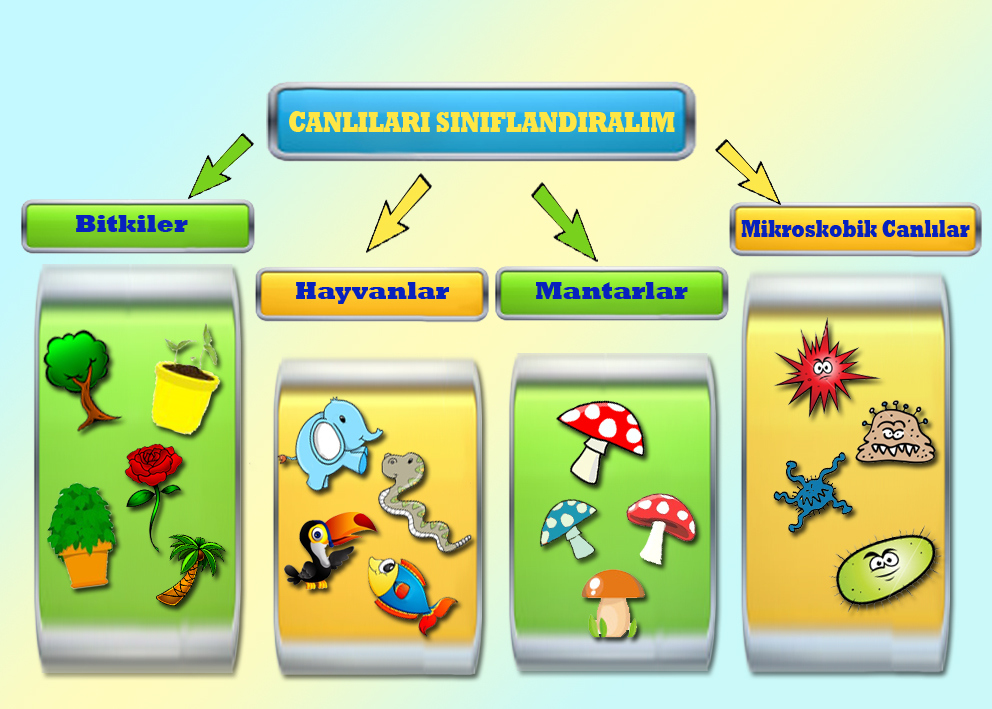 CANLILARI SINIFLANDIRALIM
Bitkiler
Hayvanlar
Mantarlar
Mikroskobik Canlılar